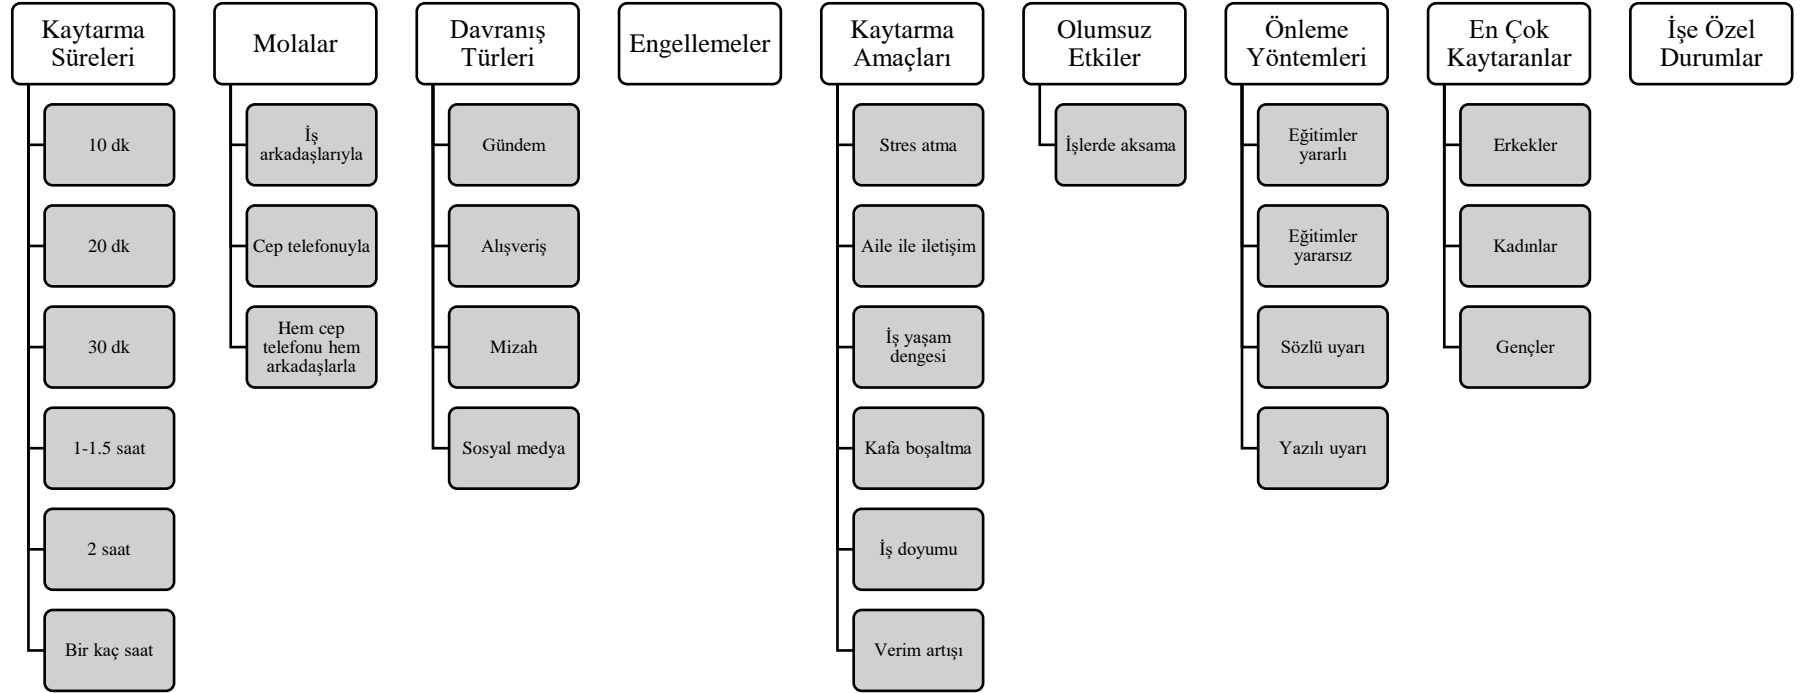 Kaytarma
Süreleri
10 dk
20 dk
30 dk
1-1.5 saat
2 saat
Bir kaç saat
Molalar
İş
arkadaşlarıyla
Cep telefonuyla
Hem cep
telefonu hem
arkadaşlarla
Davranış
Türleri
Gündem
Alışveriş
Mizah
Sosyal medya
Engellemeler
Kaytarma
Amaçları
Stres atma
Aile ile iletişim
İş yaşam
dengesi
Kafa boşaltma
İş doyumu
Verim artışı
Olumsuz
Etkiler
İşlerde aksama
Önleme
Yöntemleri
Eğitimler
yararlı
Eğitimler
yararsız
Sözlü uyarı
Yazılı uyarı
En Çok
Kaytaranlar
Erkekler
Kadınlar
Gençler
İşe Özel
Durumlar